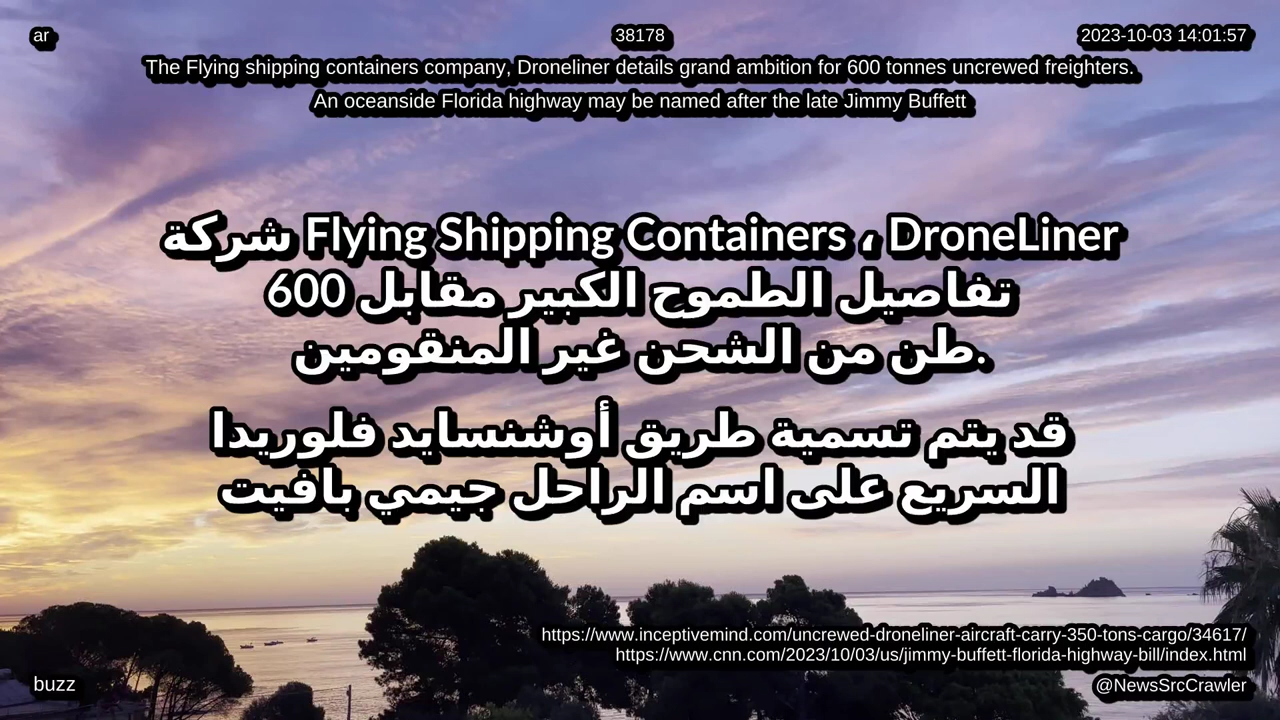 ar
38178
2023-10-03 14:01:57
The Flying shipping containers company, Droneliner details grand ambition for 600 tonnes uncrewed freighters.
An oceanside Florida highway may be named after the late Jimmy Buffett
شركة Flying Shipping Containers ، DroneLiner
تفاصيل الطموح الكبير مقابل 600
طن من الشحن غير المنقومين.
قد يتم تسمية طريق أوشنسايد فلوريدا
السريع على اسم الراحل جيمي بافيت
https://www.inceptivemind.com/uncrewed-droneliner-aircraft-carry-350-tons-cargo/34617/
https://www.cnn.com/2023/10/03/us/jimmy-buffett-florida-highway-bill/index.html
buzz
@NewsSrcCrawler